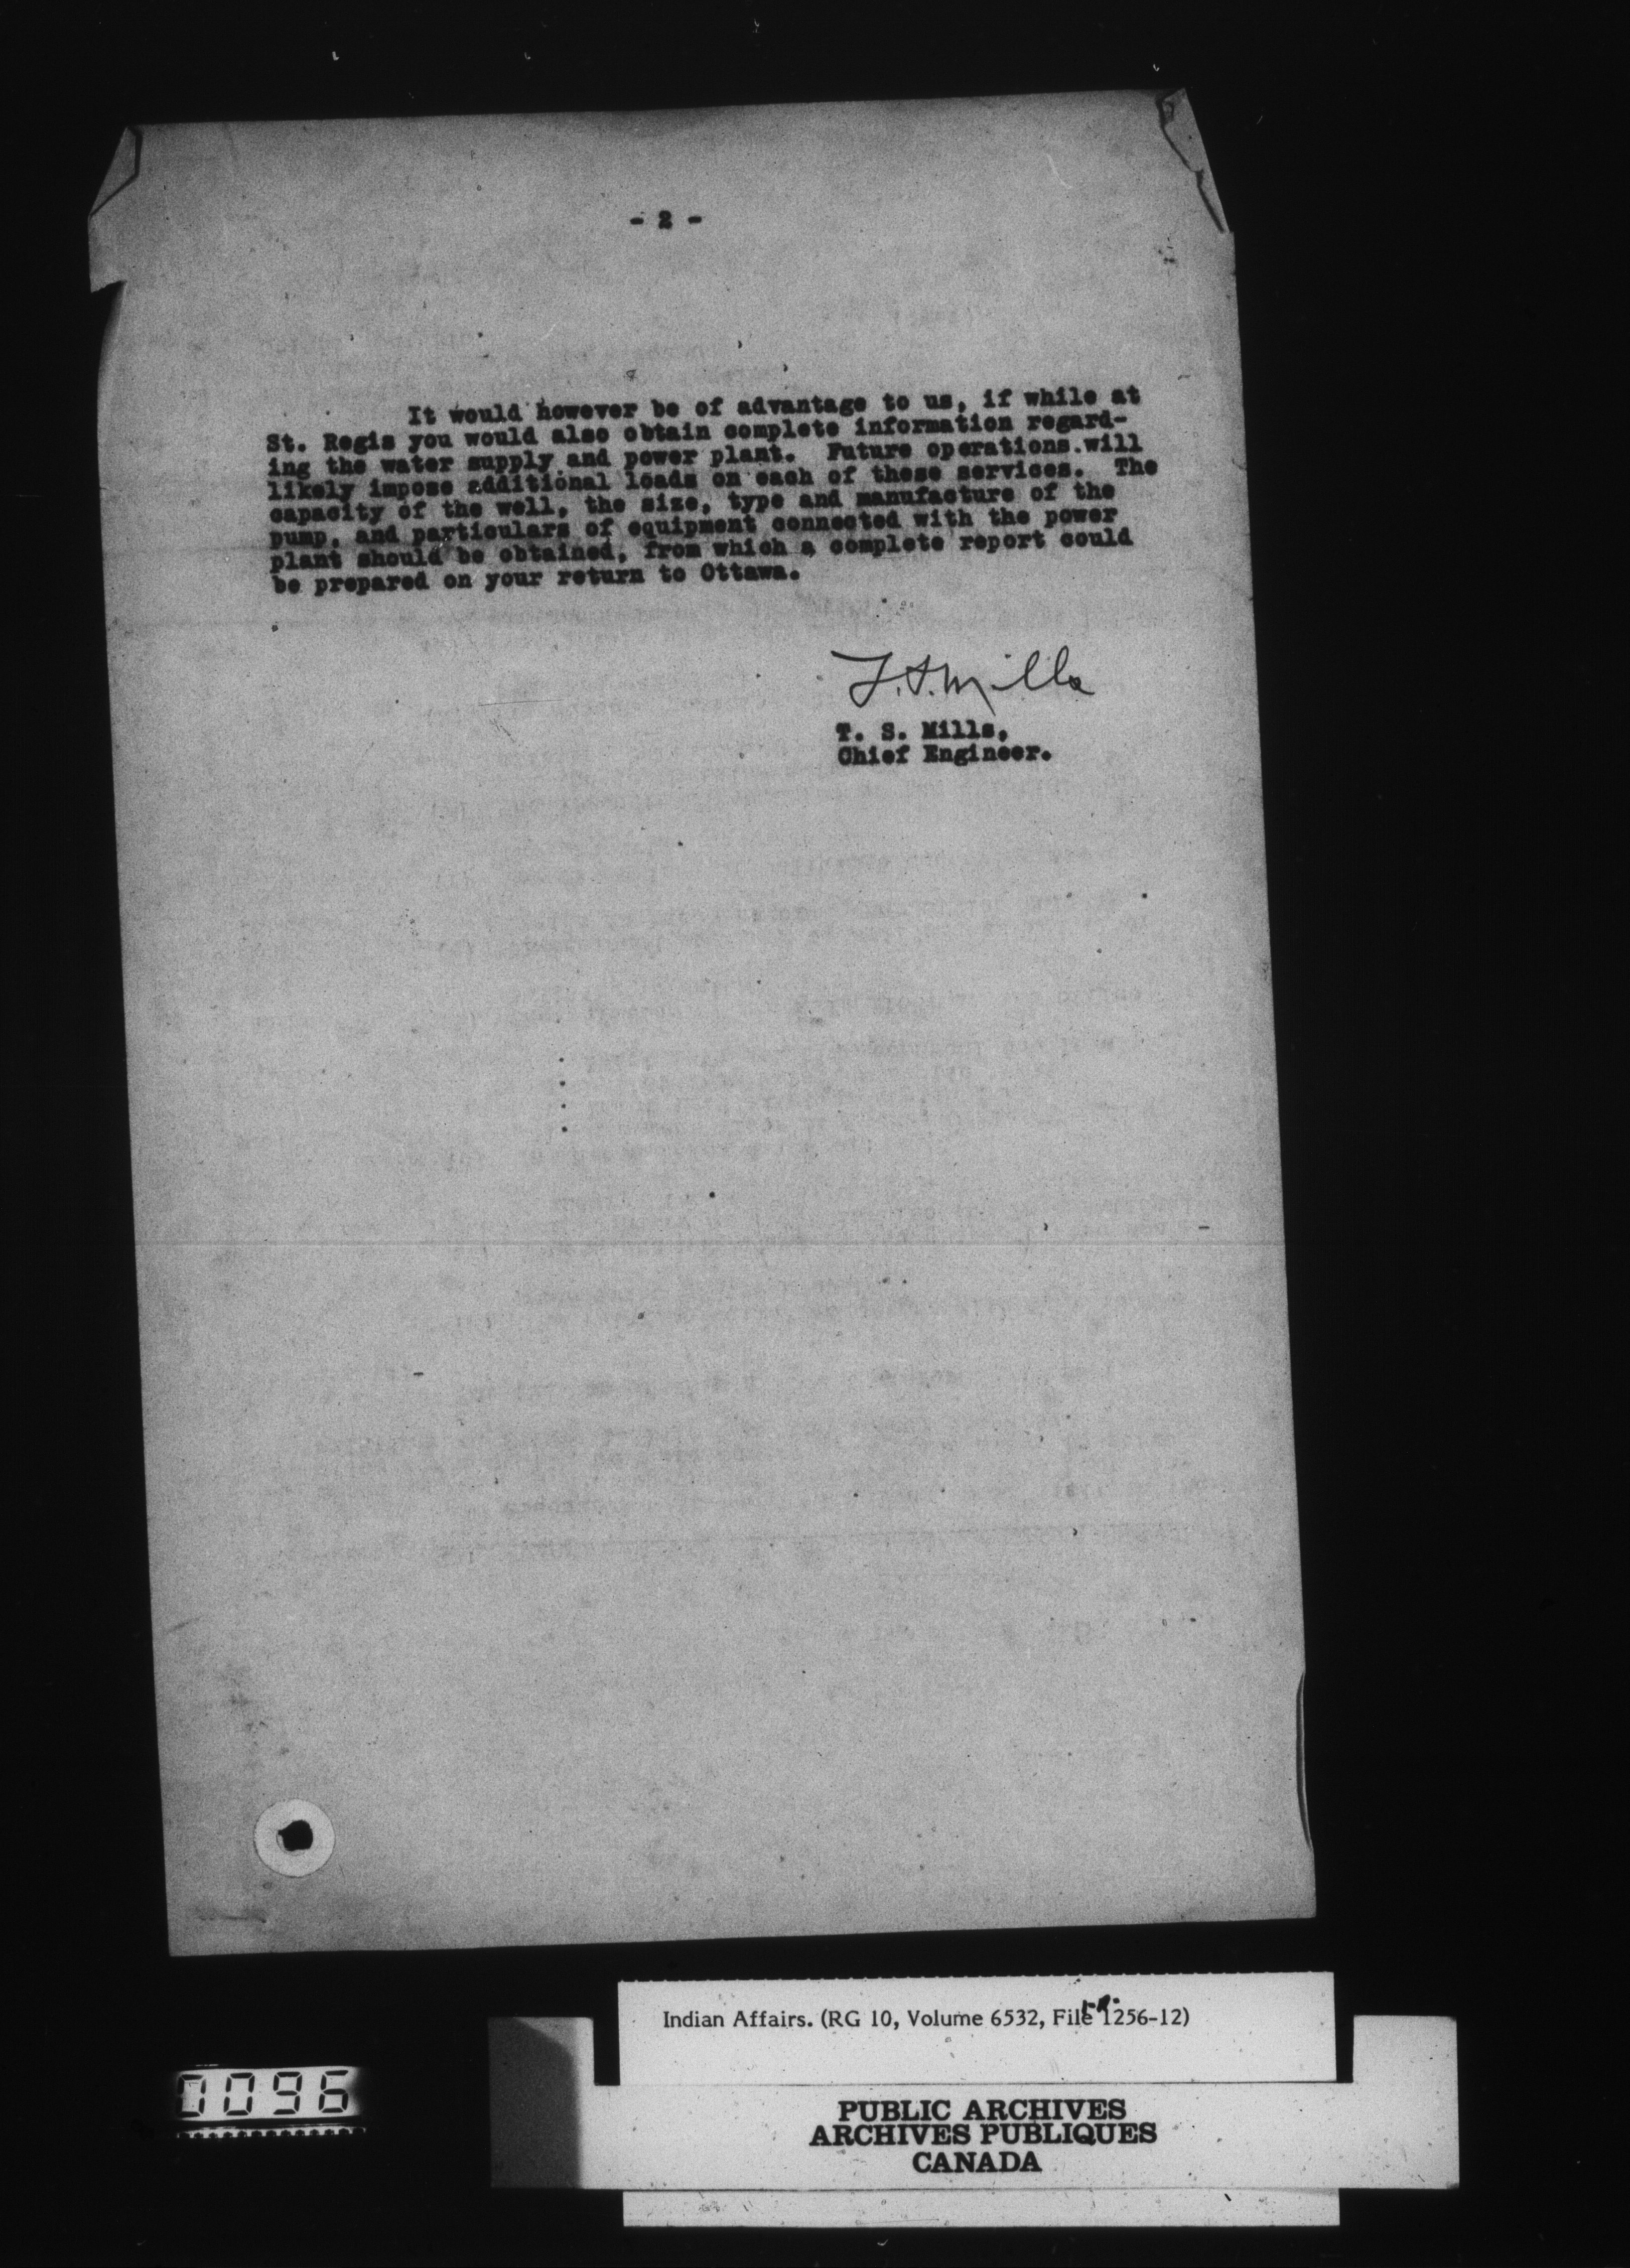 - 2 -
It would however be of advantage to us, if while at
St. Regis you would also obtain complete information regard-
ing the water supply and power plant. Future operations will
likely impose additional loads on each of these services. The
capacity of the well, the size, type and manufacture of the
pump, and particulars of equipment connected with the power
plant should be obtained, from which a complete report could
be prepared on your return to Ottawa.
T. S. Mills
T. S. Mills,
Chief Engineer.
Indian Affairs. (RG 10, Volume 6532, File 1256-12)
PUBLIC ARCHIVES
ARCHIVES PUBLIQUES
CANADA
0096